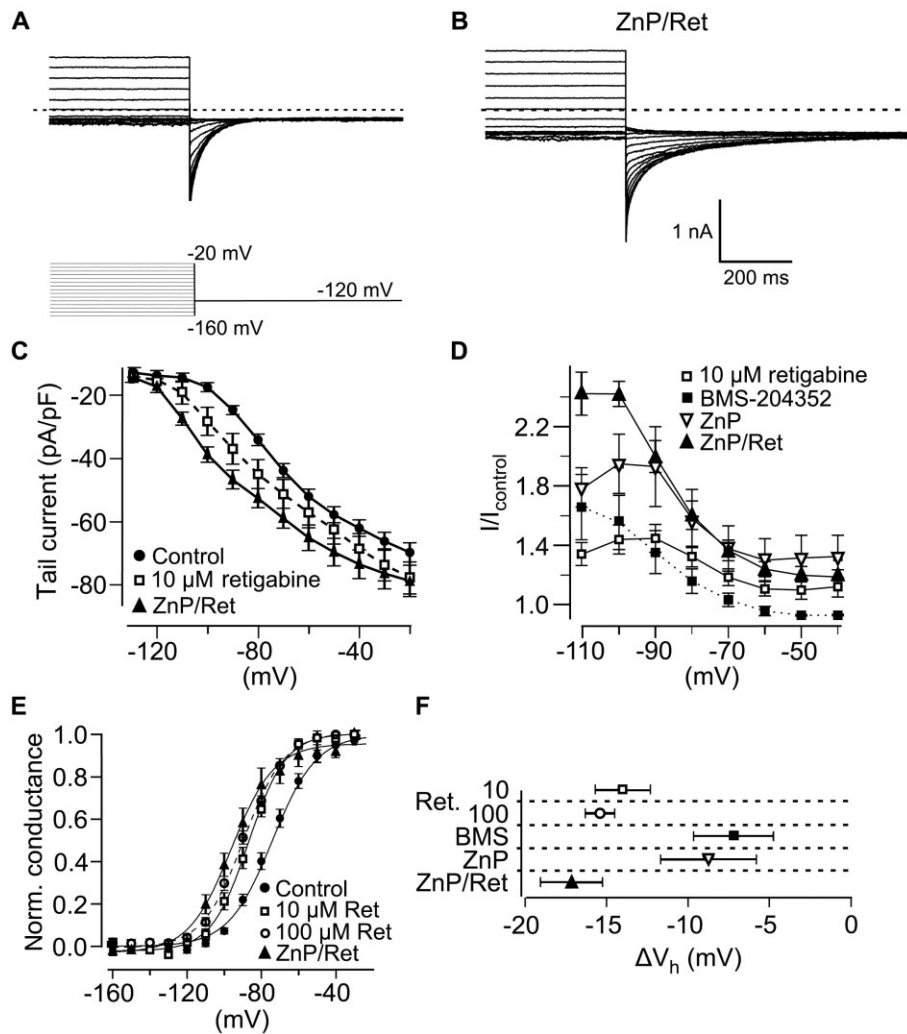 A
B
ZnP/Ret
-20 mV
-120 mV
-160 mV
1 nA
200 ms
C
Tail current (pA/pF)
-20
-40
-60
-80
Control
10 µM retigabine
ZnP/Ret
-120
-80
-40
(mV)
D
I/Icontrol
2.2
1.8
1.4
1.0
10 µM retigabine
BMS-204352
ZnP
ZnP/Ret
-110
-90
-70
-50
(mV)
E
Norm. conductance
1.0
0.8
0.6
0.4
0.2
0.0
Control
10 µM Ret
100 µM Ret
ZnP/Ret
-160
-120
-80
-40
(mV)
F
Ret.
10
100
BMS
ZnP
ZnP/Ret
-20
-15
-10
-5
0
ΔVh (mV)